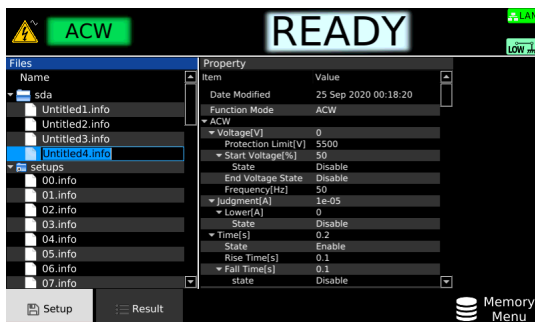 ACW
READY
LAN
LOW
Files
Name
sda
Untitled1.info
Untitled2.info
Untitled3.info
Untitled4.info
setups
00.info
01.info
02.info
03.info
04.info
05.info
06.info
07.info
Property
Item Value
Date Modified 25 Sep 2020 00:18:20
Function Mode ACW
ACW
Voltage[V] 0
Protection Limit[V] 5500
Start Voltage[%] 50
State Disable
End Voltage State Disable
Frequency[Hz] 50
Judgment[A] 1e-05
Lower[A] 0
State Disable
Time[s] 0.2
State Enable
Rise Time[s] 0.1
Fall Time[s] 0.1
state Disable
Setup
Result
Memory
Menu